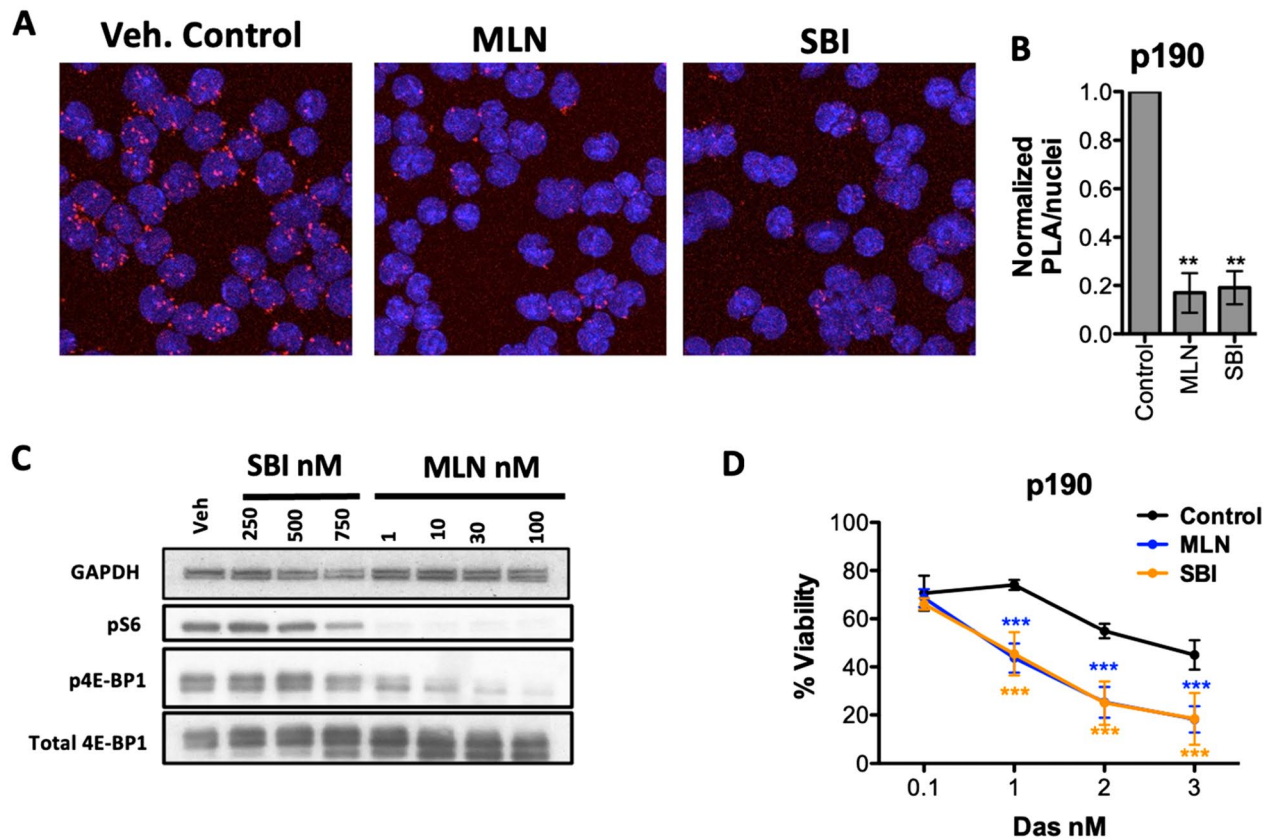 A
Veh. Control
MLN
SBI
B
p190
Normalized
PLA/nuclei
1.0
0.8
0.6
0.4
0.2
0.0
**
**
Control
MLN
SBI
C
SBI nM
MLN nM
Veh
250
500
750
1
10
30
100
GAPDH
pS6
p4E-BP1
Total 4E-BP1
D
p190
Control
MLN
SBI
% Viability
100
80
60
40
20
0
***
***
***
***
***
***
0.1
1
2
3
Das nM